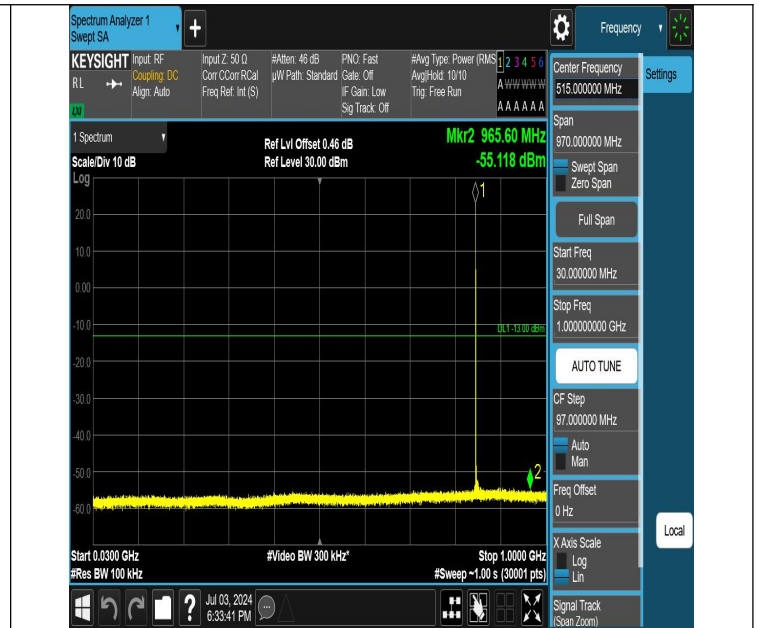 Spectrum Analyzer 1
Swept SA
+
Frequency
KEYSIGHT
RL
LXI
Input: RF
Coupling: DC
Align: Auto
Input Z: 50 Ω
Corr CCorr RCal
Freq Ref: Int (S)
#Atten: 46 dB
µW Path: Standard
PNO: Fast
Gate: Off
IF Gain: Low
Sig Track: Off
#Avg Type: Power (RMS
Avg|Hold: 10/10
Trig: Free Run
1 2 3 4 5 6
A W W W W W
A A A A A A
1 Spectrum
Scale/Div 10 dB
Log
Ref Lvl Offset 0.46 dB
Ref Level 30.00 dBm
Mkr2 965.60 MHz
-55.118 dBm
1
20.0
10.0
0.00
-10.0
DL1 -13.00 dBm
-20.0
-30.0
-40.0
-50.0
2
-60.0
Start 0.0300 GHz
#Res BW 100 kHz
#Video BW 300 kHz*
Stop 1.0000 GHz
#Sweep ~1.00 s (30001 pts)
?
Jul 03, 2024
6:33:41 PM
Center Frequency
515.000000 MHz
Settings
Span
970.000000 MHz
Swept Span
Zero Span
Full Span
Start Freq
30.000000 MHz
Stop Freq
1.000000000 GHz
AUTO TUNE
CF Step
97.000000 MHz
Auto
Man
Freq Offset
0 Hz
Local
X Axis Scale
Log
Lin
Signal Track
(Span Zoom)